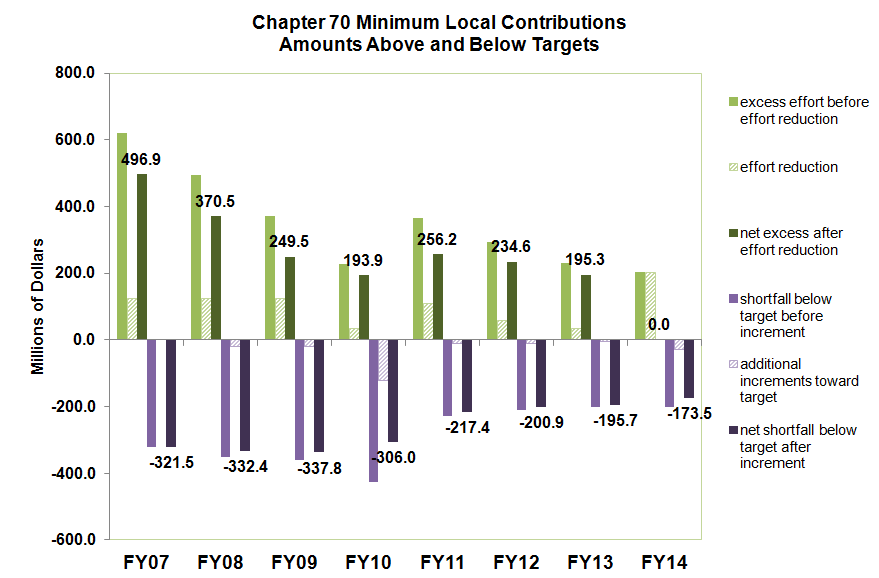 Chapter 70 Minimum Local Contributions
Amounts Above and Below Targets
Millions of Dollars
800.0
600.0
400.0
200.0
0.0
-200.0
-400.0
-600.0
496.9
370.5
249.5
193.9
256.2
234.6
195.3
0.0
-321.5
-332.4
-337.8
-306.0
-217.4
-200.9
-195.7
-173.5
FY07
FY08
FY09
FY10
FY11
FY12
FY13
FY14
excess effort before
effort reduction
effort reduction
net excess after
effort reduction
shortfall below
target before
increment
additional
increments toward
target
net shortfall below
target after
increment